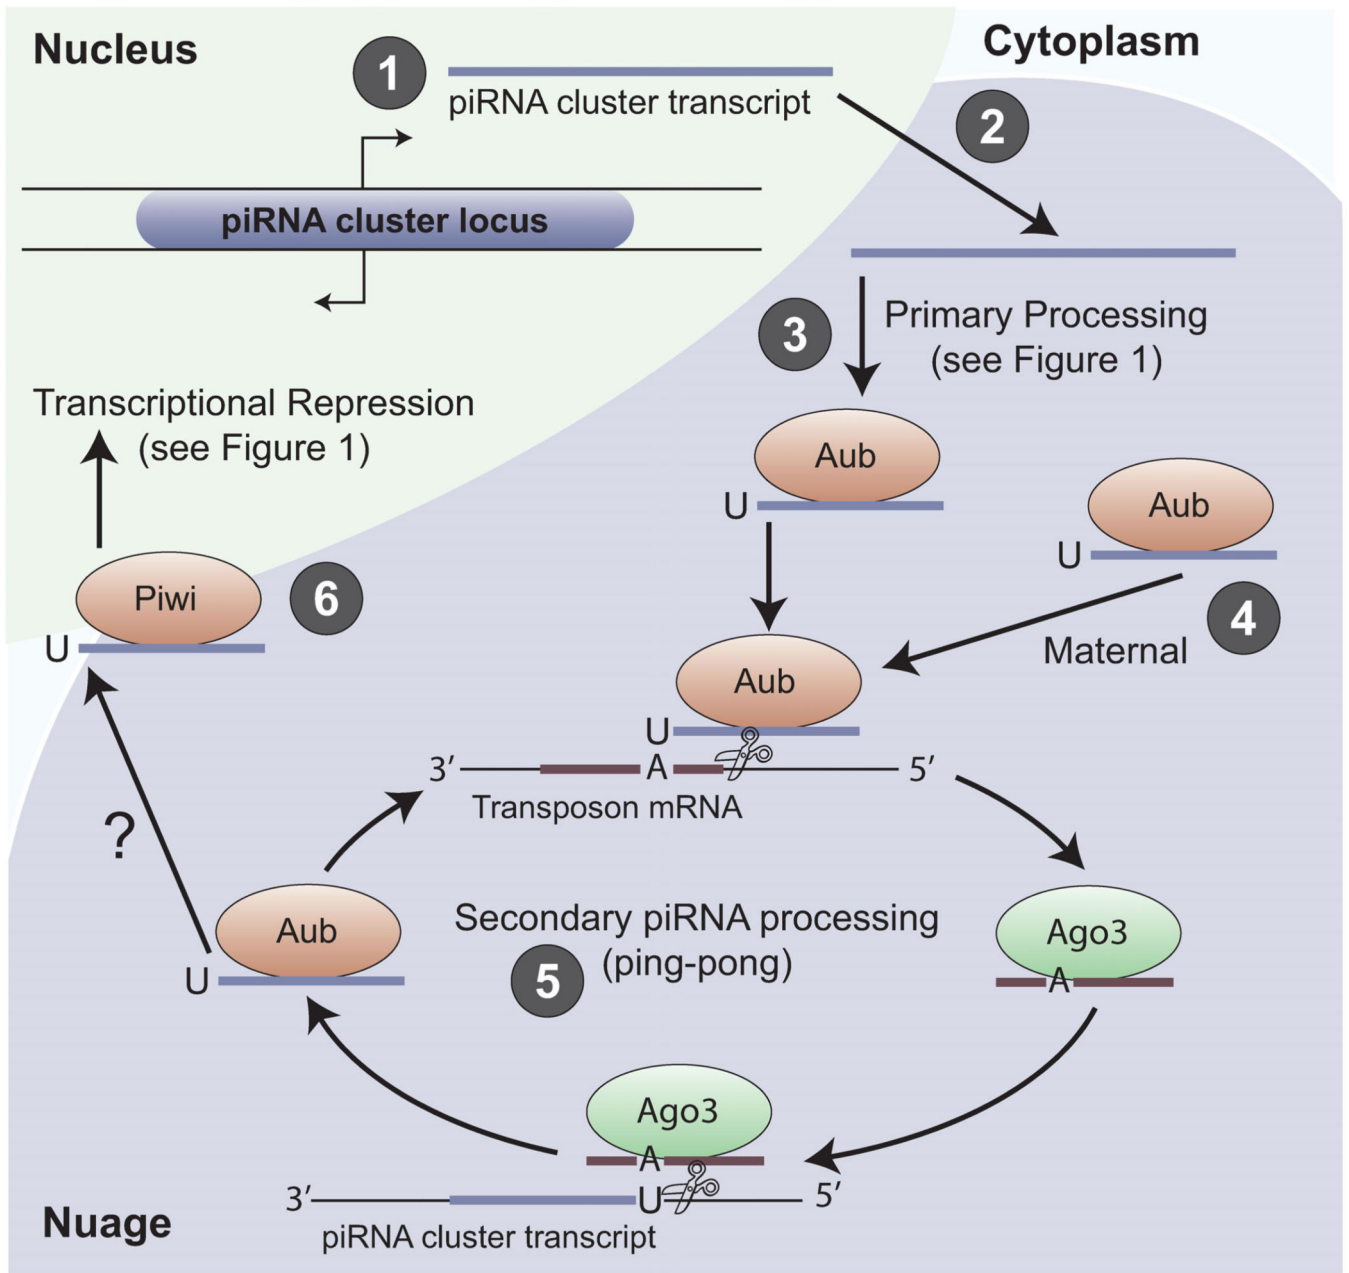 Nucleus
Cytoplasm
1
piRNA cluster transcript
2
piRNA cluster locus
3
Primary Processing
(see Figure 1)
Transcriptional Repression
(see Figure 1)
Aub
U
Aub
U
Piwi
6
U
4
Maternal
Aub
U
3′
A
5′
Transposon mRNA
?
Aub
U
Secondary piRNA processing
5
(ping-pong)
Ago3
A
Ago3
A
3′
U
5′
piRNA cluster transcript
Nuage